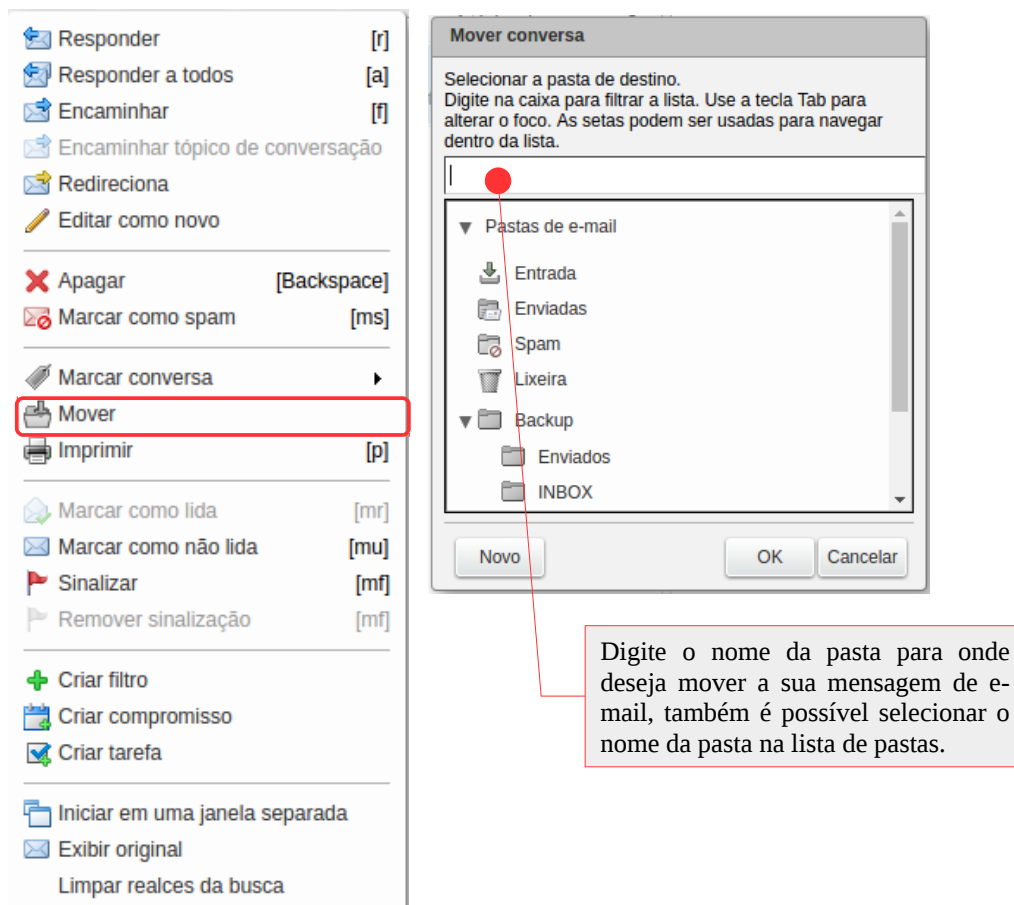 Responder [r]
Responder a todos [a]
Encaminhar [f]
Encaminhar tópico de conversação
Redireciona
Editar como novo
Apagar [Backspace]
Marcar como spam [ms]
Marcar conversa
Mover
Imprimir [p]
Marcar como lida [mr]
Marcar como não lida [mu]
Sinalizar [mf]
Remover sinalização [mf]
Criar filtro
Criar compromisso
Criar tarefa
Iniciar em uma janela separada
Exibir original
Limpar realces da busca
Mover conversa
Selecionar a pasta de destino.
Digite na caixa para filtrar a lista. Use a tecla Tab para
alterar o foco. As setas podem ser usadas para navegar
dentro da lista.
Pastas de e-mail
Entrada
Enviadas
Spam
Lixeira
Backup
Enviados
INBOX
Novo OK Cancelar
Digite o nome da pasta para onde
deseja mover a sua mensagem de e-
mail, também é possível selecionar o
nome da pasta na lista de pastas.